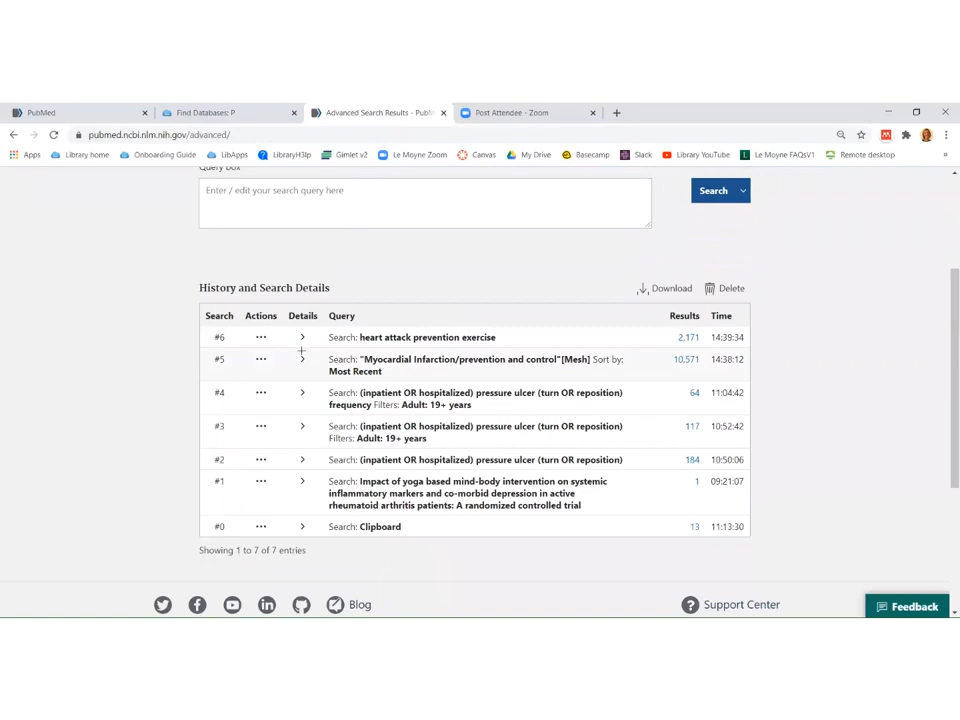 PubMed
Find Databases: P
Advanced Search Results - PubM
Post Attendee - Zoom
pubmed.ncbi.nlm.nih.gov/advanced/
Apps Library home Onboarding Guide LibApps LibraryH3lp Gimlet v2 Le Moyne Zoom Canvas My Drive Basecamp Slack Library YouTube Le Moyne FAQsV1 Remote desktop »
Query box
Enter / edit your search query here
Search
History and Search Details
Download Delete
Search Actions Details Query Results Time
#6 ... > Search: heart attack prevention exercise 2,171 14:39:34
#5 ... > Search: "Myocardial Infarction/prevention and control"[Mesh] Sort by: 10,571 14:38:12
Most Recent
#4 ... > Search: (inpatient OR hospitalized) pressure ulcer (turn OR reposition) 64 11:04:42
frequency Filters: Adult: 19+ years
#3 ... > Search: (inpatient OR hospitalized) pressure ulcer (turn OR reposition) 117 10:52:42
Filters: Adult: 19+ years
#2 ... > Search: (inpatient OR hospitalized) pressure ulcer (turn OR reposition) 184 10:50:06
#1 ... > Search: Impact of yoga based mind-body intervention on systemic 1 09:21:07
inflammatory markers and co-morbid depression in active
rheumatoid arthritis patients: A randomized controlled trial
#0 ... > Search: Clipboard 13 11:13:30
Showing 1 to 7 of 7 entries
Blog
Support Center
Feedback